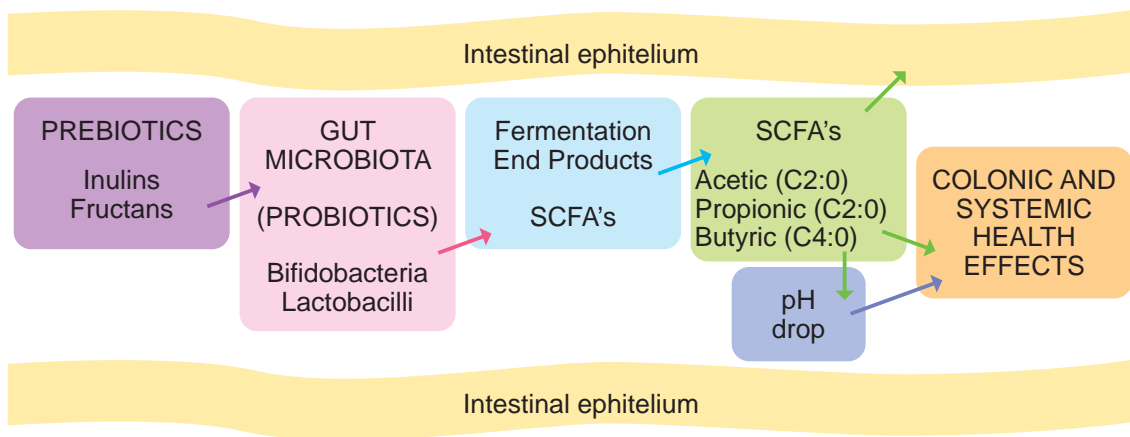 Intestinal ephitelium
PREBIOTICS
Inulins
Fructans
GUT
MICROBIOTA
(PROBIOTICS)
Bifidobacteria
Lactobacilli
Fermentation
End Products
SCFA's
SCFA's
Acetic (C2:0)
Propionic (C2:0)
Butyric (C4:0)
pH
drop
COLONIC AND
SYSTEMIC
HEALTH
EFFECTS
Intestinal ephitelium